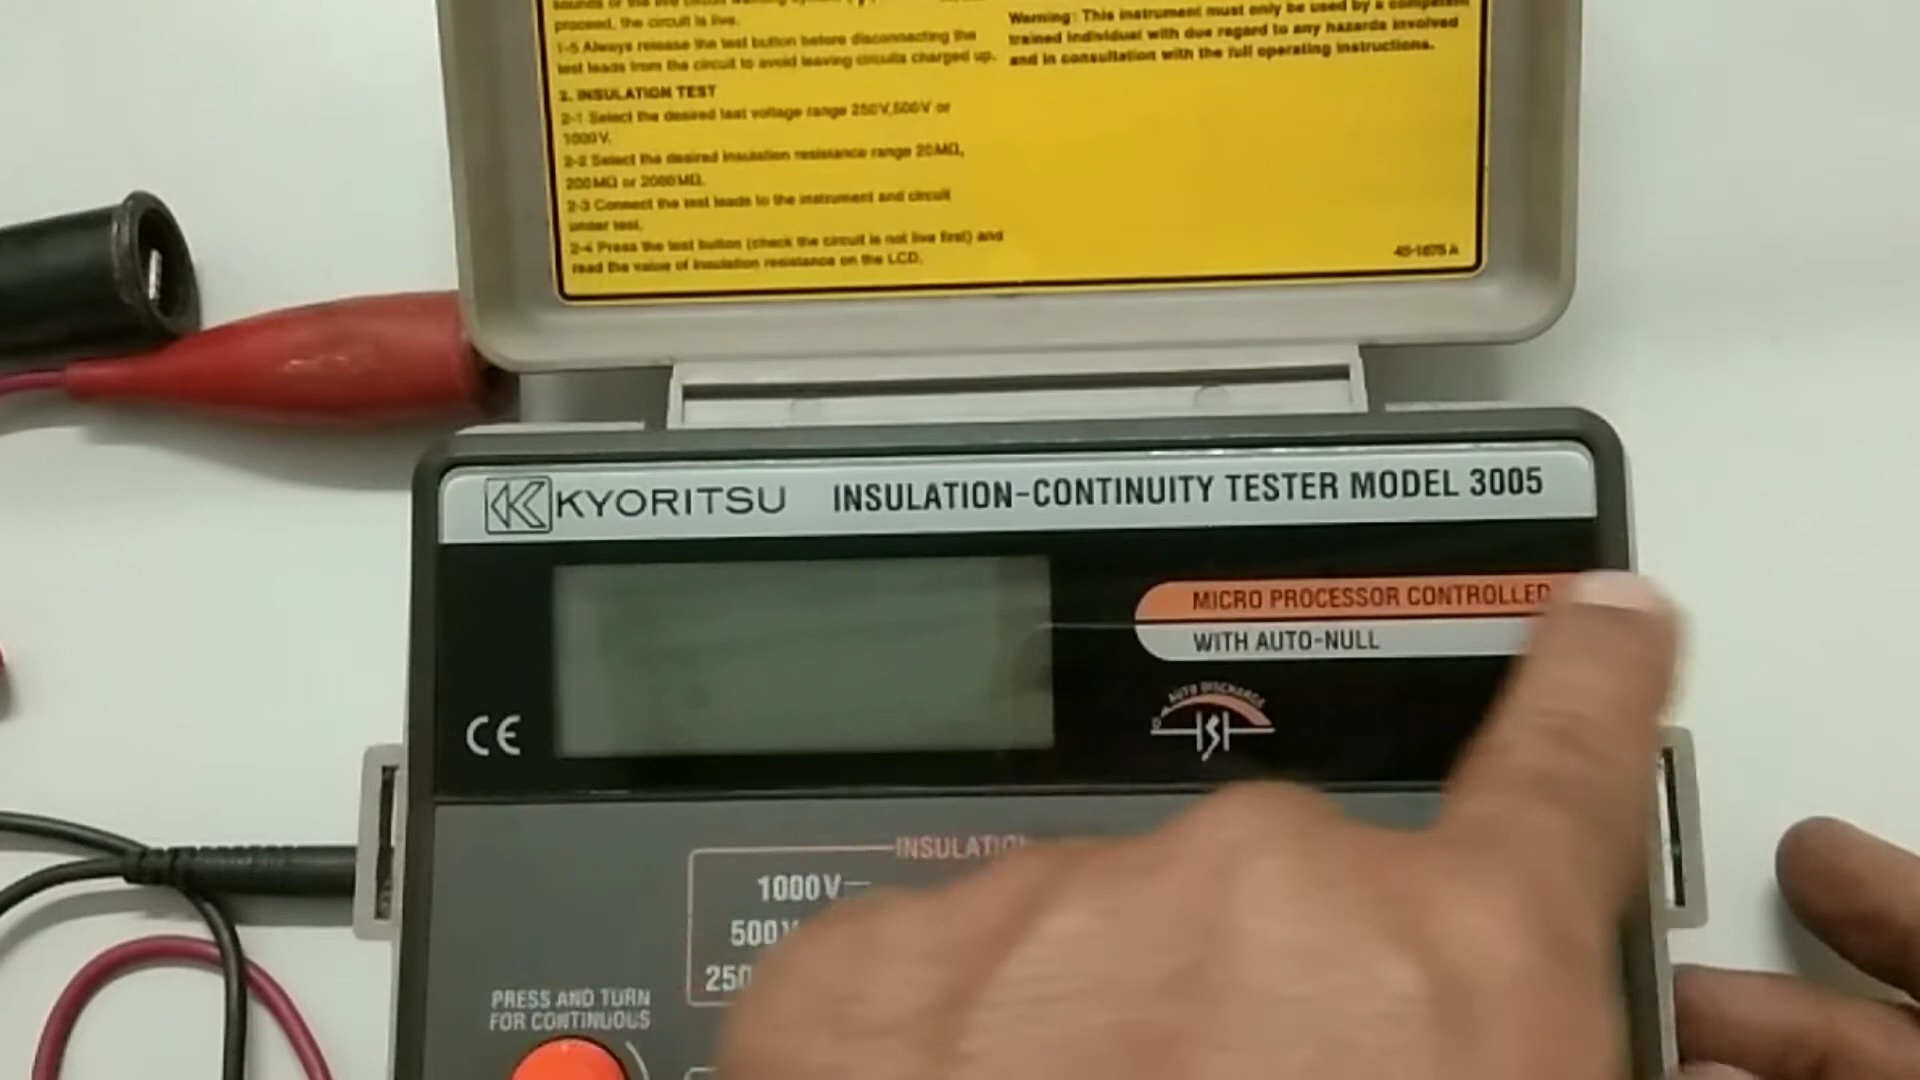 proceed, the circuit is live.
1-5 Always release the test button before disconnecting the
test leads from the circuit to avoid leaving circuits charged up.
2. INSULATION TEST
2-1 Select the desired test voltage range 250V,500V or
1000V.
2-2 Select the desired insulation resistance range 20MΩ,
200MΩ or 2000MΩ.
2-3 Connect the test leads to the instrument and circuit
under test.
2-4 Press the test button (check the circuit is not live first) and
read the value of insulation resistance on the LCD.
Warning: This instrument must only be used by a competent
trained individual with due regard to any hazards involved
and in consultation with the full operating instructions.
KYORITSU INSULATION-CONTINUITY TESTER MODEL 3005
MICRO PROCESSOR CONTROLLED
WITH AUTO-NULL
AUTO DISCHARGE
CE
1000V
500V
250
PRESS AND TURN
FOR CONTINUOUS